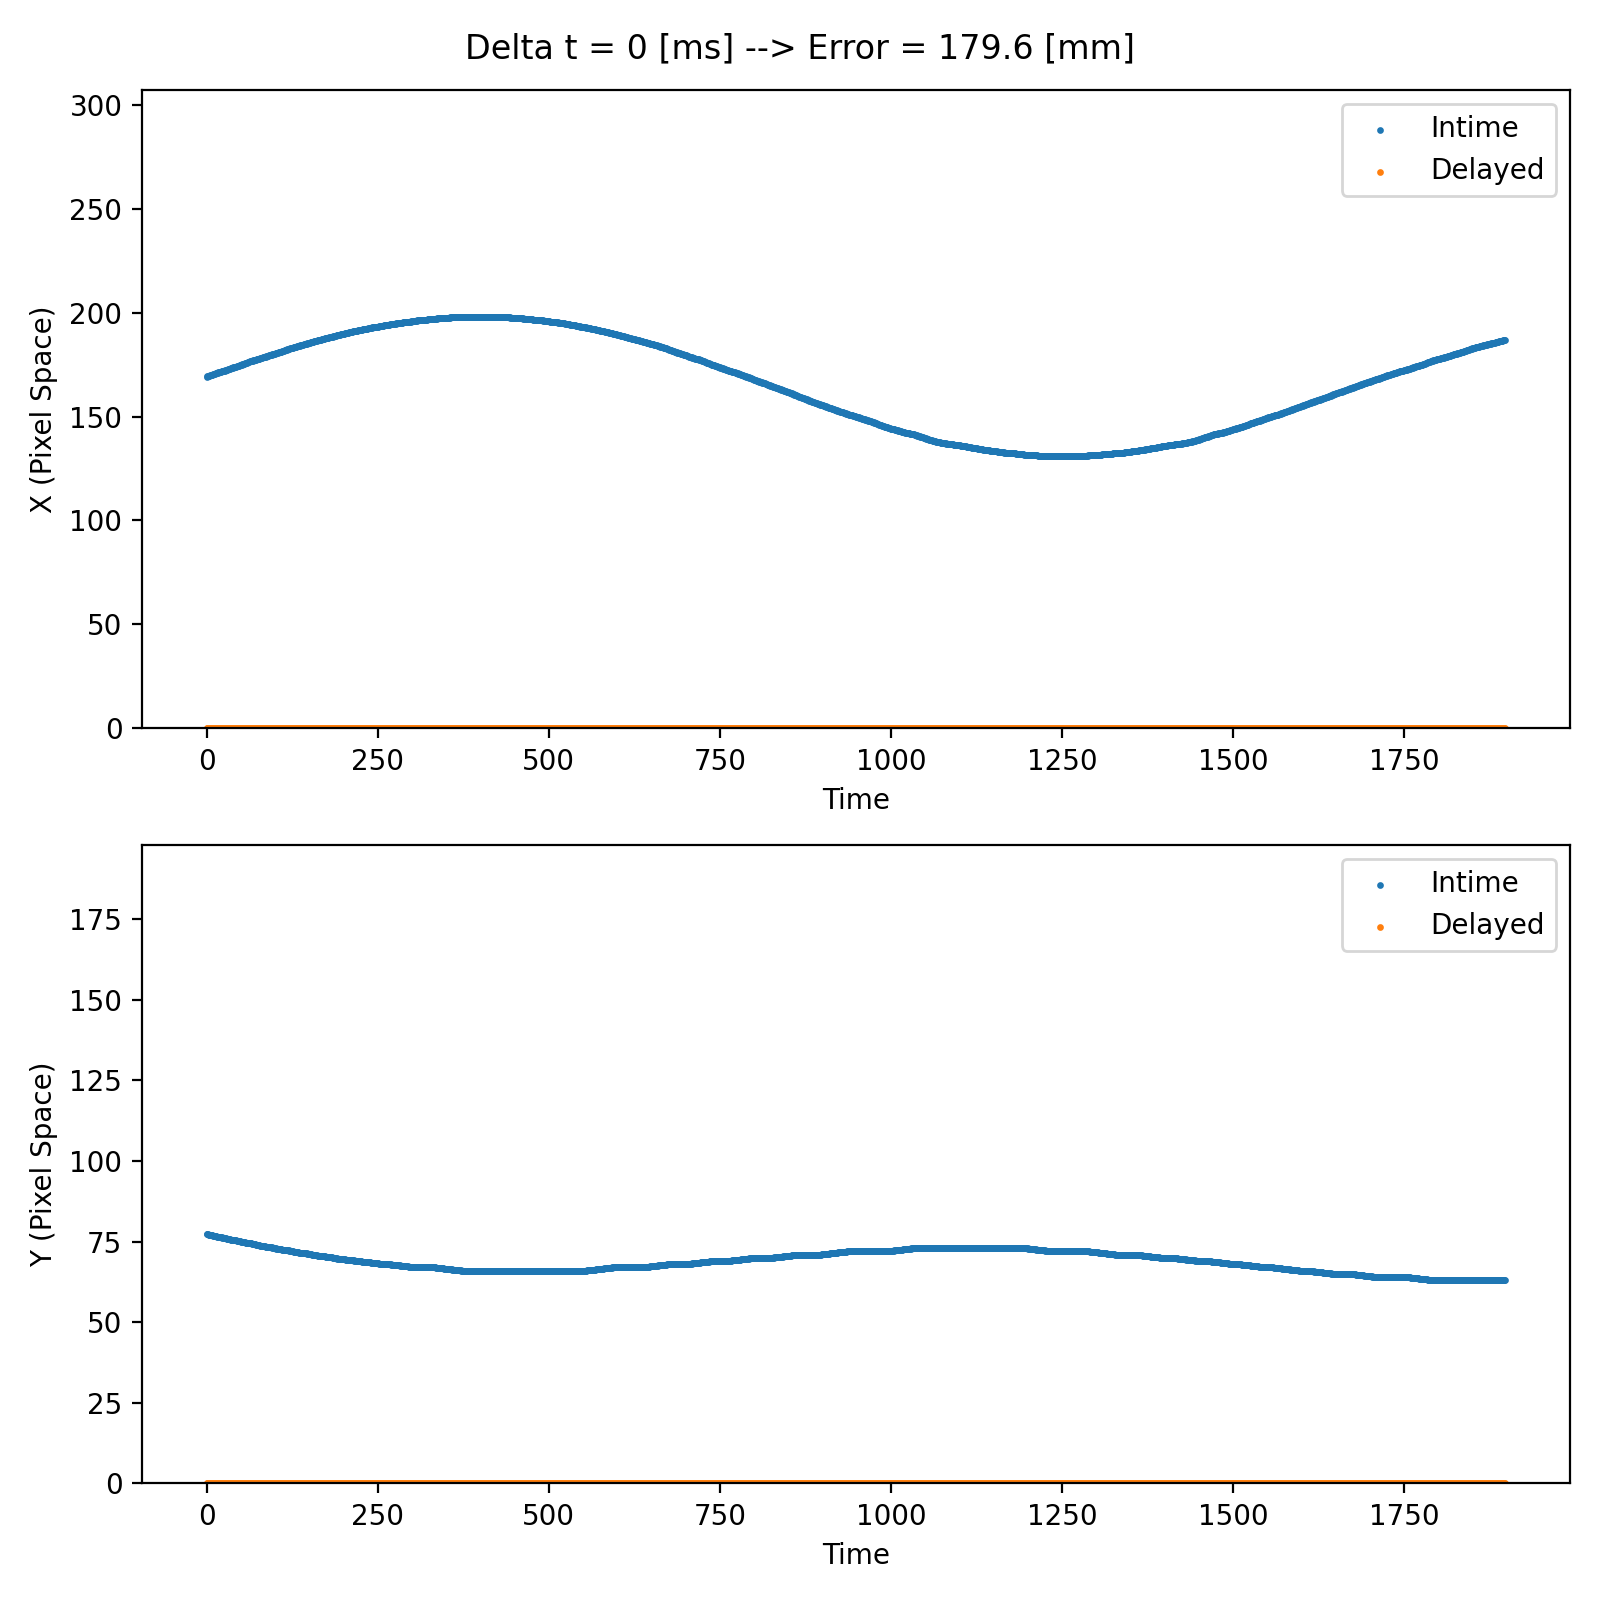 Delta t = 0 [ms] --> Error = 179.6 [mm]
300
250
200
150
100
50
0
X (Pixel Space)
Intime
Delayed
0 250 500 750 1000 1250 1500 1750
Time
175
150
125
100
75
50
25
0
Y (Pixel Space)
Intime
Delayed
0 250 500 750 1000 1250 1500 1750
Time